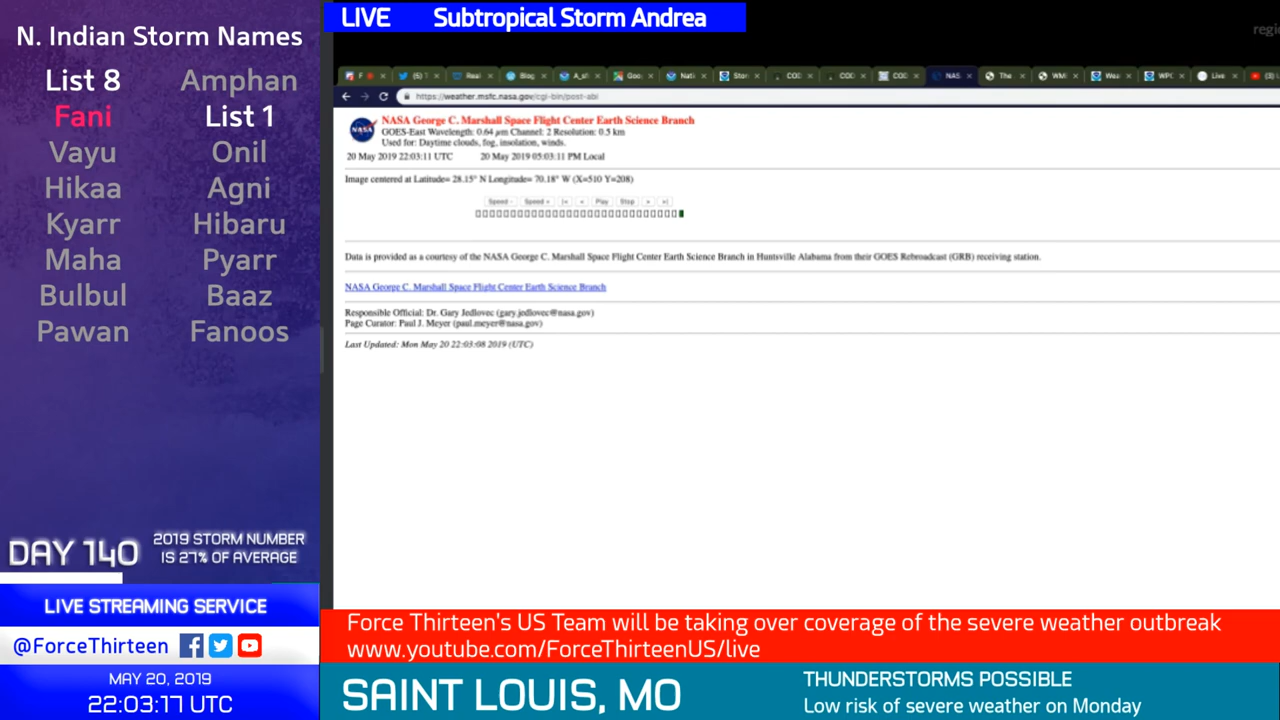 N. Indian Storm Names
List 8 Amphan
Fani List 1
Vayu Onil
Hikaa Agni
Kyarr Hibaru
Maha Pyarr
Bulbul Baaz
Pawan Fanoos
DAY 140
2019 STORM NUMBER
IS 27% OF AVERAGE
LIVE STREAMING SERVICE
@ForceThirteen
MAY 20, 2019
22:03:17 UTC
LIVE Subtropical Storm Andrea
https://weather.msfc.nasa.gov/cgi-bin/post-abi
NASA George C. Marshall Space Flight Center Earth Science Branch
GOES-East Wavelength: 0.64 μm Channel: 2 Resolution: 0.5 km
Used for: Daytime clouds, fog, insolation, winds.
20 May 2019 22:03:11 UTC 20 May 2019 05:03:11 PM Local
Image centered at Latitude= 28.15° N Longitude= 70.18° W (X=510 Y=208)
Speed - Speed + |< < Play Stop > >|
Data is provided as a courtesy of the NASA George C. Marshall Space Flight Center Earth Science Branch in Huntsville Alabama from their GOES Rebroadcast (GRB) receiving station.
NASA George C. Marshall Space Flight Center Earth Science Branch
Responsible Official: Dr. Gary Jedlovec (gary.jedlovec@nasa.gov)
Page Curator: Paul J. Meyer (paul.meyer@nasa.gov)
Last Updated: Mon May 20 22:03:08 2019 (UTC)
Force Thirteen's US Team will be taking over coverage of the severe weather outbreak
www.youtube.com/ForceThirteenUS/live
SAINT LOUIS, MO
THUNDERSTORMS POSSIBLE
Low risk of severe weather on Monday